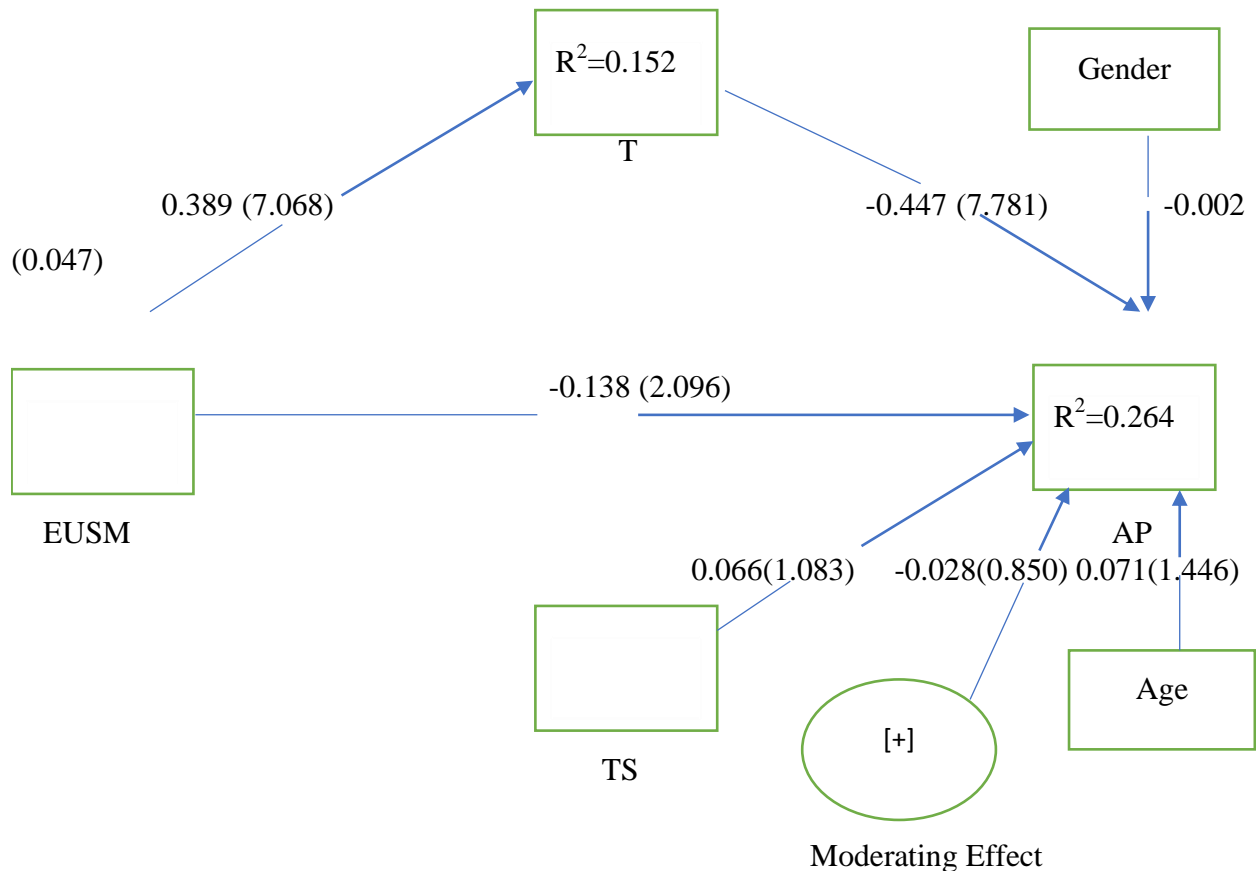 R²=0.152
Gender
T
0.389 (7.068)
-0.447 (7.781)
-0.002
(0.047)
-0.138 (2.096)
R²=0.264
EUSM
AP
0.066(1.083)
-0.028(0.850)
0.071(1.446)
Age
[+]
TS
Moderating Effect